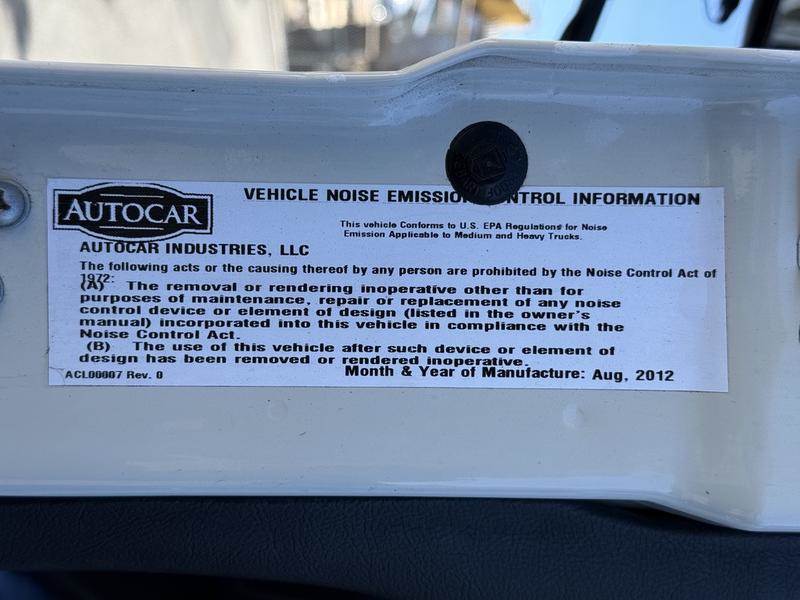 AUTOCAR
VEHICLE NOISE EMISSION CONTROL INFORMATION
This vehicle Conforms to U.S. EPA Regulations for Noise
Emission Applicable to Medium and Heavy Trucks.
AUTOCAR INDUSTRIES, LLC
The following acts or the causing thereof by any person are prohibited by the Noise Control Act of
1972:
(A) The removal or rendering inoperative other than for
purposes of maintenance, repair or replacement of any noise
control device or element of design (listed in the owner's
manual) incorporated into this vehicle in compliance with the
Noise Control Act.
(B) The use of this vehicle after such device or element of
design has been removed or rendered inoperative.
ACL00007 Rev. 0
Month & Year of Manufacture: Aug, 2012